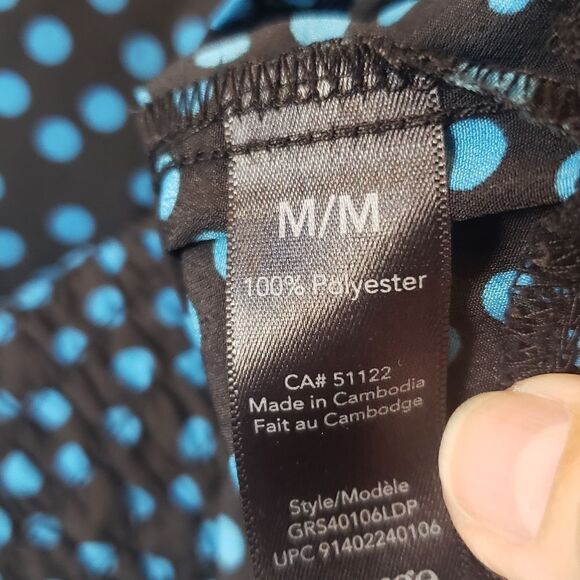 M/M
100% Polyester
CA# 51122
Made in Cambodia
Fait au Cambodge
Style/Modèle
GRS40106LDP
UPC 91402240106